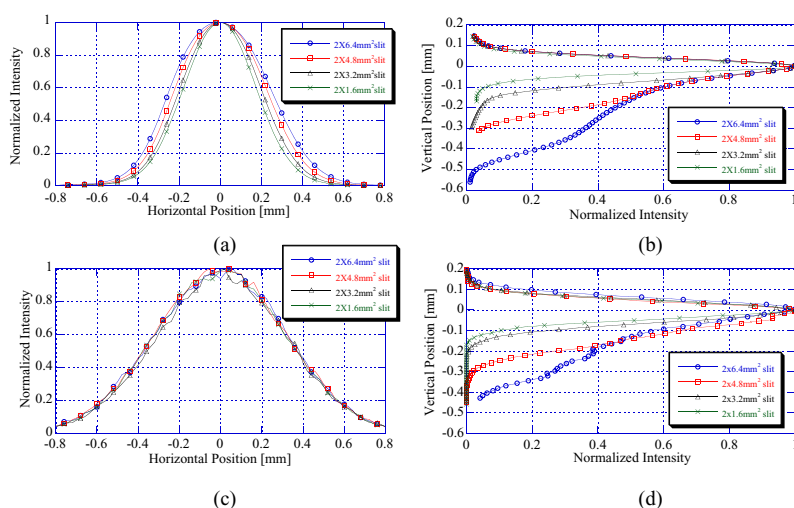 1
0.8
0.6
0.4
0.2
0
-0.8 -0.6 -0.4 -0.2 0 0.2 0.4 0.6 0.8
Normalized Intensity
Horizontal Position [mm]
2X6.4mm²slit
2X4.8mm²slit
2X3.2mm²slit
2X1.6mm²slit
(a)
0.2
0.1
0
-0.1
-0.2
-0.3
-0.4
-0.5
-0.6
0 0.2 0.4 0.6 0.8 1
Vertical Position [mm]
Normalized Intensity
2X6.4mm² slit
2X4.8mm² slit
2X3.2mm² slit
2X1.6mm² slit
(b)
1
0.8
0.6
0.4
0.2
0
-0.8 -0.6 -0.4 -0.2 0 0.2 0.4 0.6 0.8
Normalized Intensity
Horizontal Position [mm]
2X6.4mm² slit
2X4.8mm² slit
2X3.2mm² slit
2X1.6mm² slit
(c)
0.2
0.1
0
-0.1
-0.2
-0.3
-0.4
-0.5
-0.6
0 0.2 0.4 0.6 0.8 1
Vertical Position [mm]
Normalized Intensity
2x6.4mm² slit
2x4.8mm² slit
2x3.2mm² slit
2x1.6mm² slit
(d)